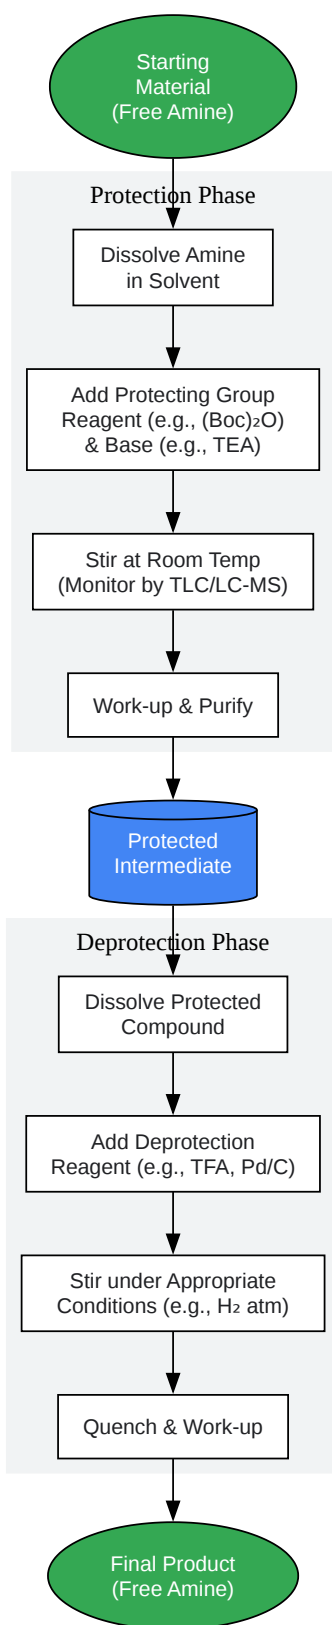 Starting
Material
(Free Amine)
Protection Phase
Dissolve Amine
in Solvent
Add Protecting Group
Reagent (e.g., (Boc)₂O)
& Base (e.g., TEA)
Stir at Room Temp
(Monitor by TLC/LC-MS)
Work-up & Purify
Protected
Intermediate
Deprotection Phase
Dissolve Protected
Compound
Add Deprotection
Reagent (e.g., TFA, Pd/C)
Stir under Appropriate
Conditions (e.g., H₂ atm)
Quench & Work-up
Final Product
(Free Amine)